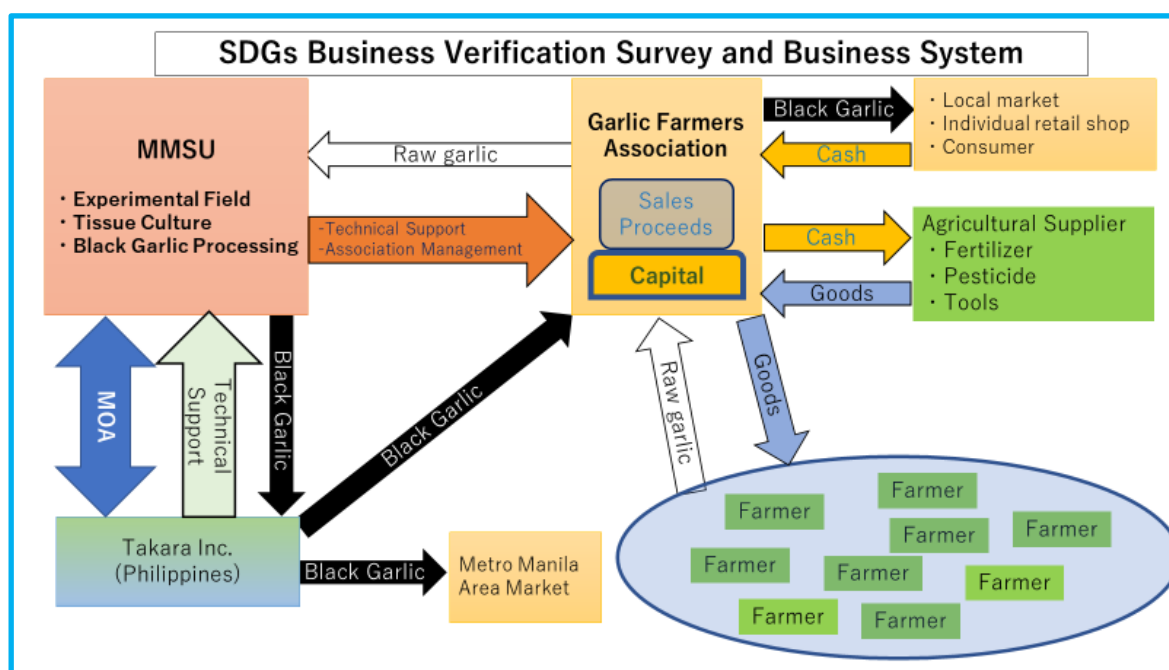 SDGs Business Verification Survey and Business System
MMSU
・Experimental Field
・Tissue Culture
・Black Garlic Processing
Raw garlic
-Technical Support
-Association Management
Garlic Farmers
Association
Sales
Proceeds
Capital
Black Garlic
Cash
・Local market
・Individual retail shop
・Consumer
Cash
Goods
Agricultural Supplier
・Fertilizer
・Pesticide
・Tools
MOA
Technical
Support
Black Garlic
Black Garlic
Raw garlic
Goods
Takara Inc.
(Philippines)
Black Garlic
Metro Manila
Area Market
Farmer
Farmer
Farmer
Farmer
Farmer
Farmer
Farmer
Farmer
Farmer